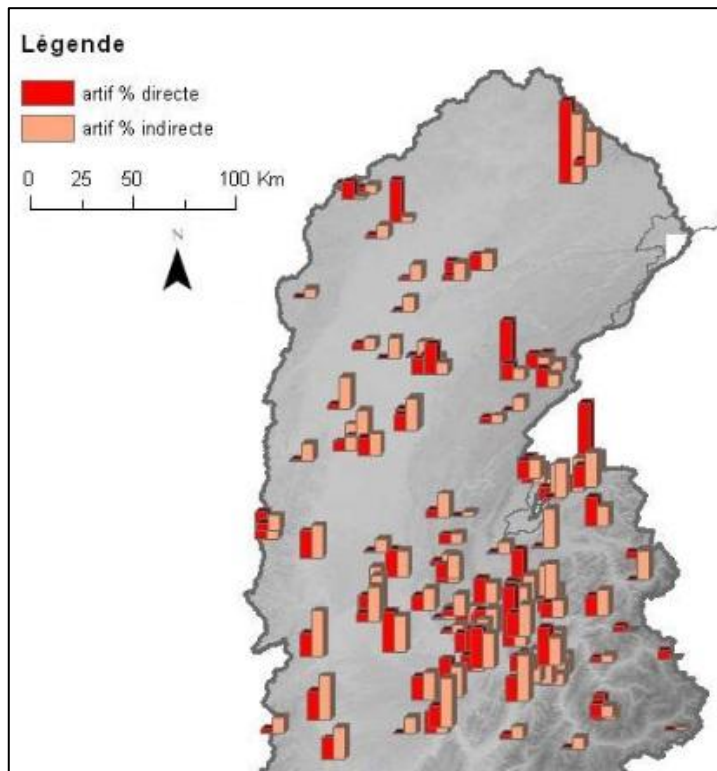 Légende
artif % directe
artif % indirecte
0 25 50 100 Km
N